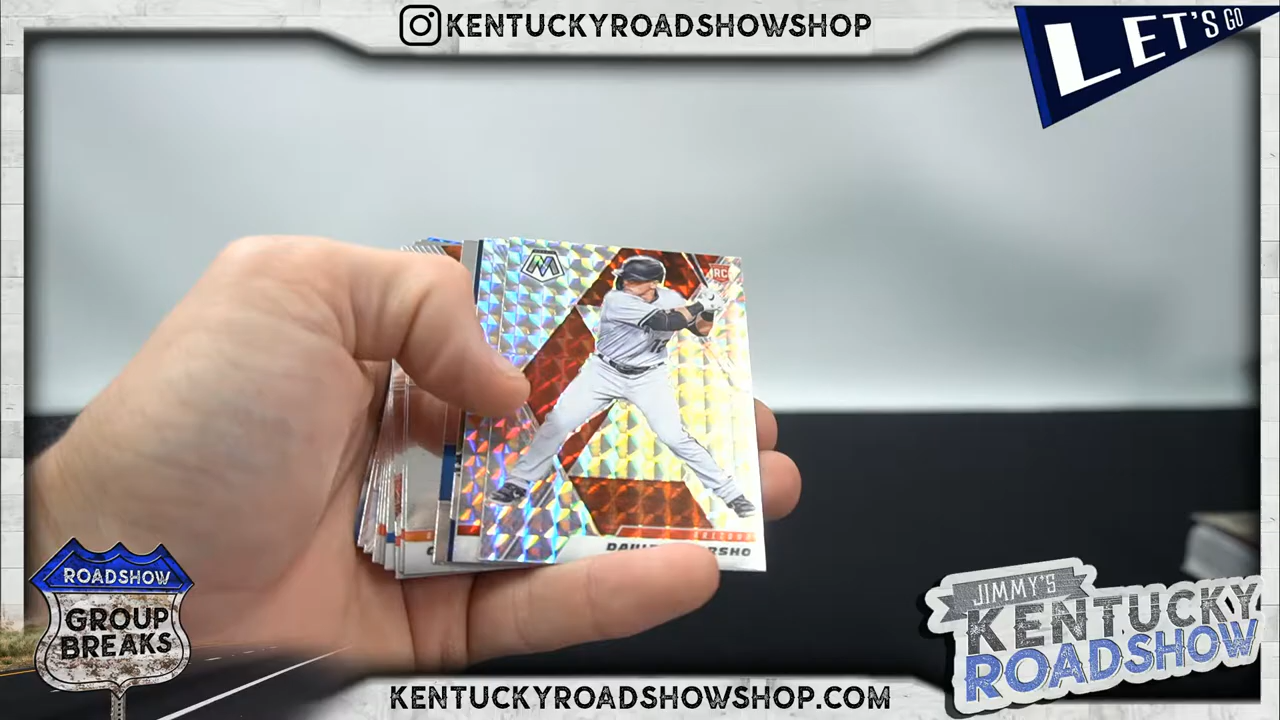 KENTUCKYROADSHOWSHOP
LET'S GO
RC
ROADSHOW
GROUP
BREAKS
JIMMY'S
KENTUCKY
ROADSHOW
KENTUCKYROADSHOWSHOP.COM